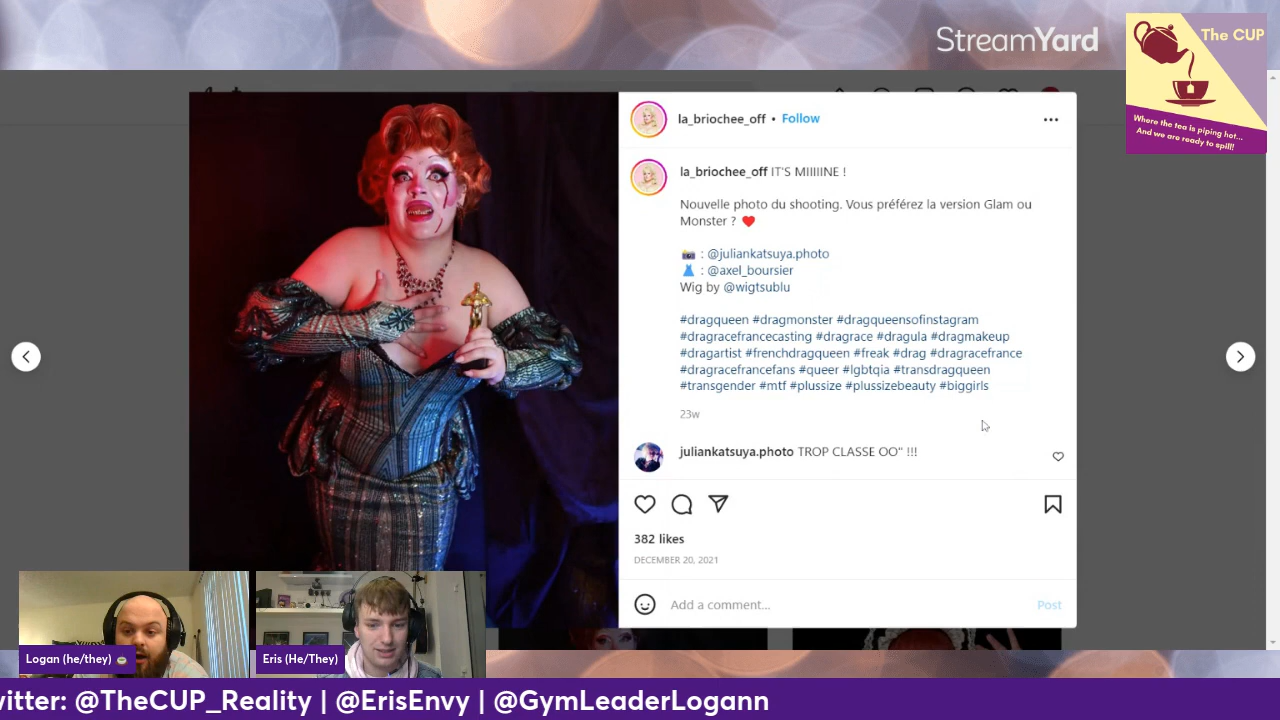 StreamYard
The CUP
Where the tea is piping hot...
And we are ready to spill!
la_briochee_off • Follow
la_briochee_off IT'S MIIIIINE !
Nouvelle photo du shooting. Vous préférez la version Glam ou
Monster ? ❤️
📸 : @juliankatsuya.photo
👗 : @axel_boursier
Wig by @wigtsublu
#dragqueen #dragmonster #dragqueensofinstagram
#dragracefrancecasting #dragrace #dragula #dragmakeup
#dragartist #frenchdragqueen #freak #drag #dragracefrance
#dragracefrancefans #queer #lgbtqia #transdragqueen
#transgender #mtf #plussize #plussizebeauty #biggirls
23w
juliankatsuya.photo TROP CLASSE OO" !!!
382 likes
DECEMBER 20, 2021
Add a comment...
Post
Logan (he/they)
Eris (He/They)
witter: @TheCUP_Reality | @ErisEnvy | @GymLeaderLogann